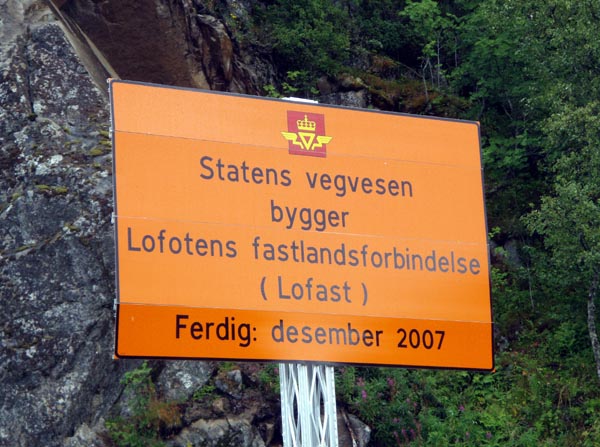 Statens vegvesen
bygger
Lofotens fastlandsforbindelse
( Lofast )
Ferdig: desember 2007